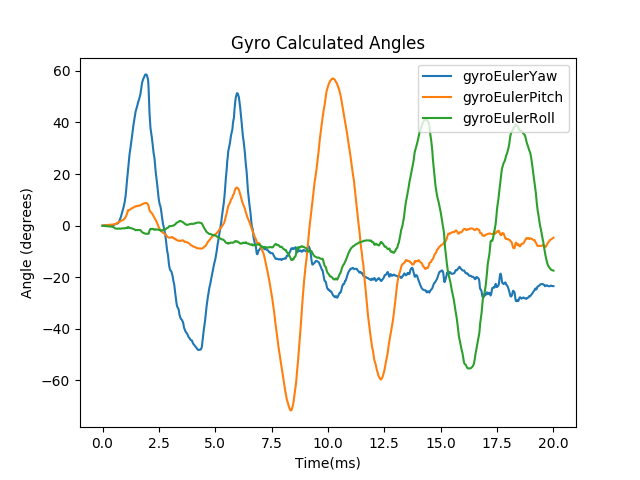 Gyro Calculated Angles
gyroEulerYaw
gyroEulerPitch
gyroEulerRoll
Angle (degrees)
60
40
20
0
−20
−40
−60
0.0 2.5 5.0 7.5 10.0 12.5 15.0 17.5 20.0
Time(ms)